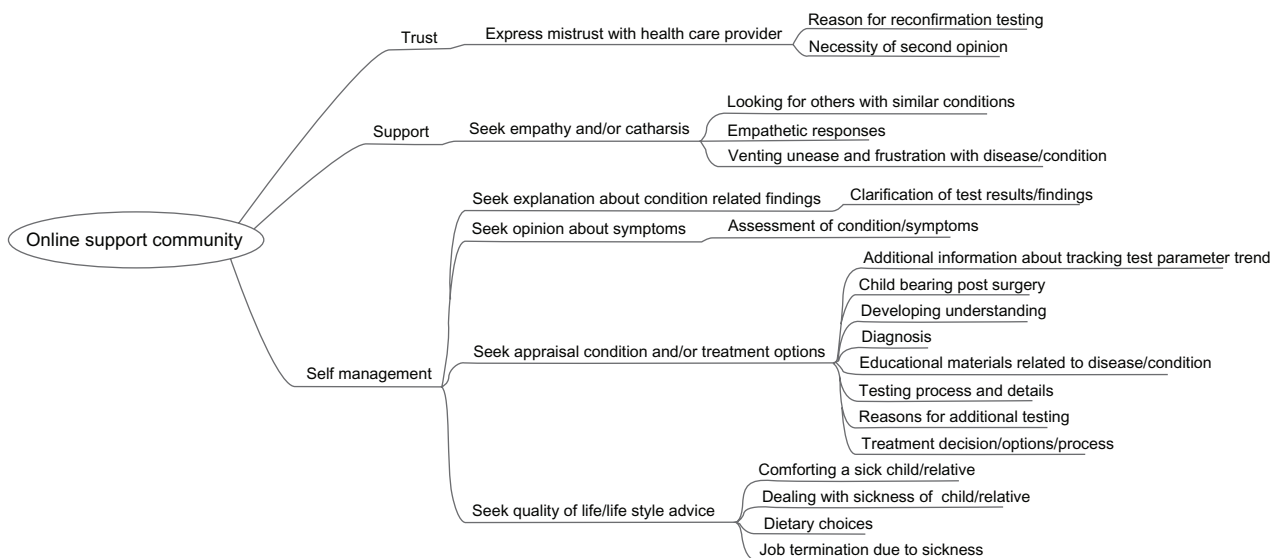 Online support community
Trust
Express mistrust with health care provider
Reason for reconfirmation testing
Necessity of second opinion
Support
Seek empathy and/or catharsis
Looking for others with similar conditions
Empathetic responses
Venting unease and frustration with disease/condition
Self management
Seek explanation about condition related findings
Clarification of test results/findings
Seek opinion about symptoms
Assessment of condition/symptoms
Seek appraisal condition and/or treatment options
Additional information about tracking test parameter trend
Child bearing post surgery
Developing understanding
Diagnosis
Educational materials related to disease/condition
Testing process and details
Reasons for additional testing
Treatment decision/options/process
Seek quality of life/life style advice
Comforting a sick child/relative
Dealing with sickness of child/relative
Dietary choices
Job termination due to sickness